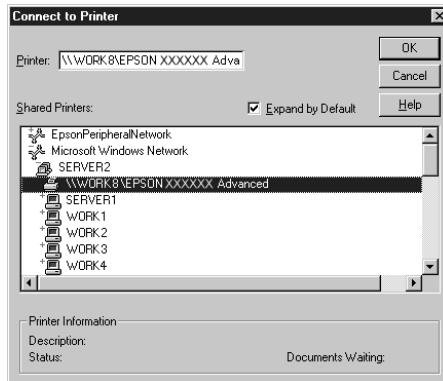 Connect to Printer
Printer: \\WORK8\EPSON XXXXXX Adva
OK
Cancel
Help
Shared Printers:
Expand by Default
EpsonPeripheralNetwork
Microsoft Windows Network
SERVER2
\\WORK8\EPSON XXXXXX Advanced
SERVER1
WORK1
WORK2
WORK3
WORK4
Printer Information
Description:
Status:
Documents Waiting: